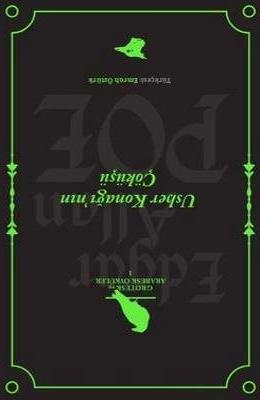 GROTESK VE
ARABESK ÖYKÜLER
1
Edgar
Allan
POE
Usher Konağı'nın
Çöküşü
Türkçesi: Emrah Öztürk